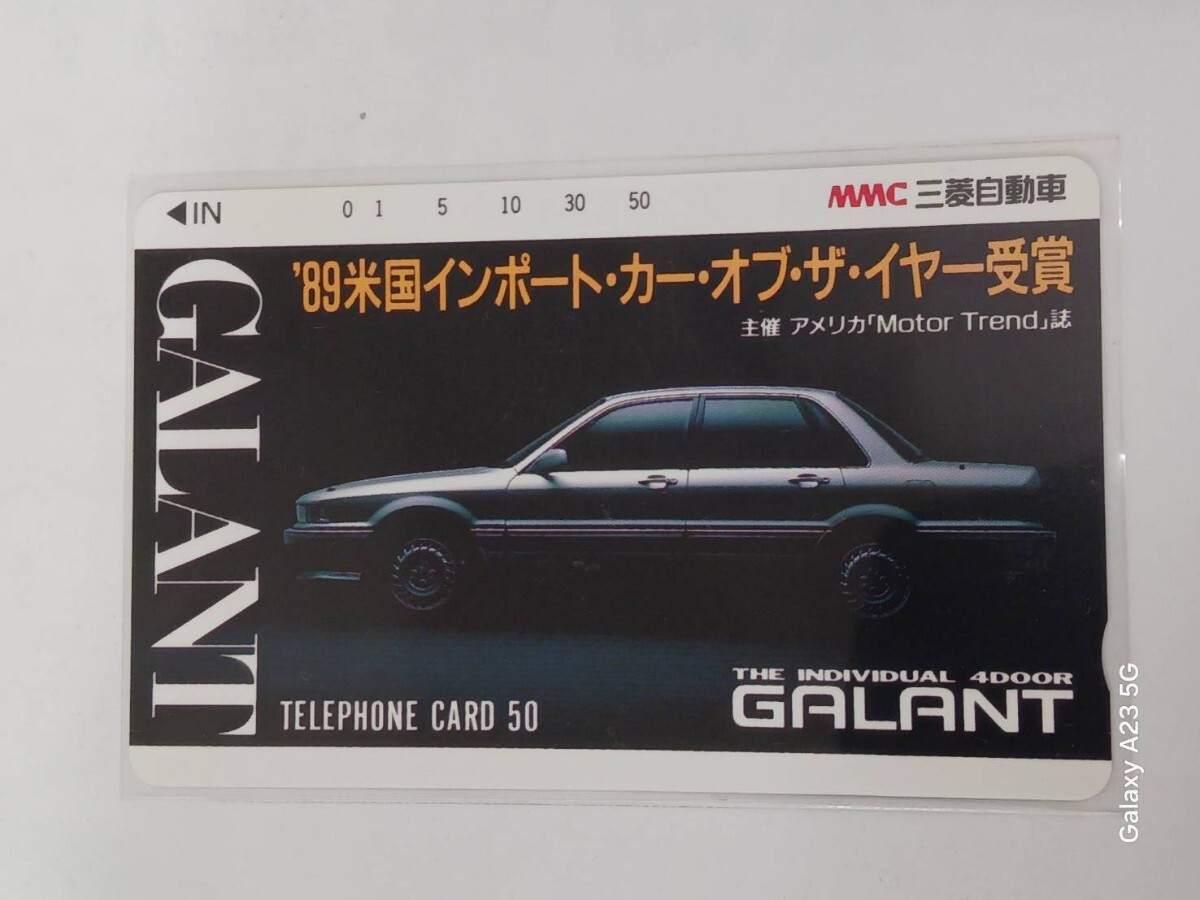 ◀IN 0 1 5 10 30 50 MMC 三菱自動車
GALANT
'89米国インポート・カー・オブ・ザ・イヤー受賞
主催 アメリカ「Motor Trend」誌
TELEPHONE CARD 50
THE INDIVIDUAL 4DOOR
GALANT
Galaxy A23 5G